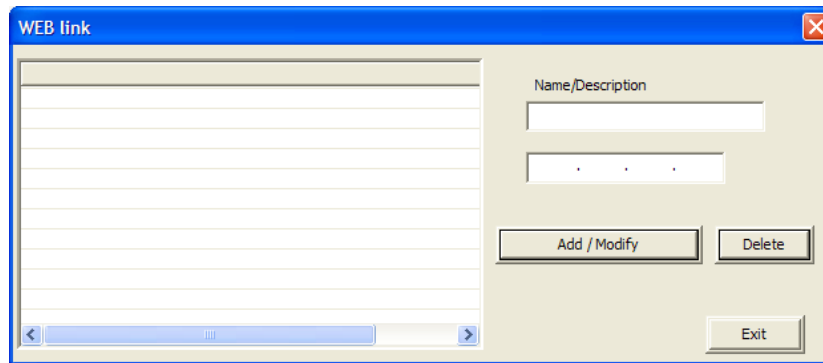 WEB link
Name/Description
. . .
Add / Modify
Delete
Exit